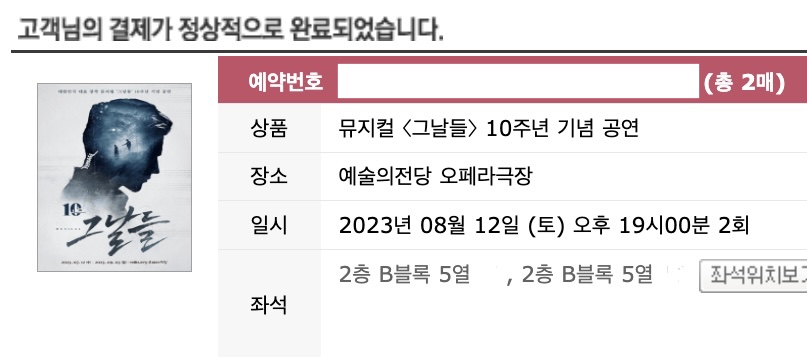 고객님의 결제가 정상적으로 완료되었습니다.
예약번호 (총 2매)
상품 뮤지컬 〈그날들〉 10주년 기념 공연
장소 예술의전당 오페라극장
일시 2023년 08월 12일 (토) 오후 19시00분 2회
좌석 2층 B블록 5열 , 2층 B블록 5열 좌석위치보기
10
그날들